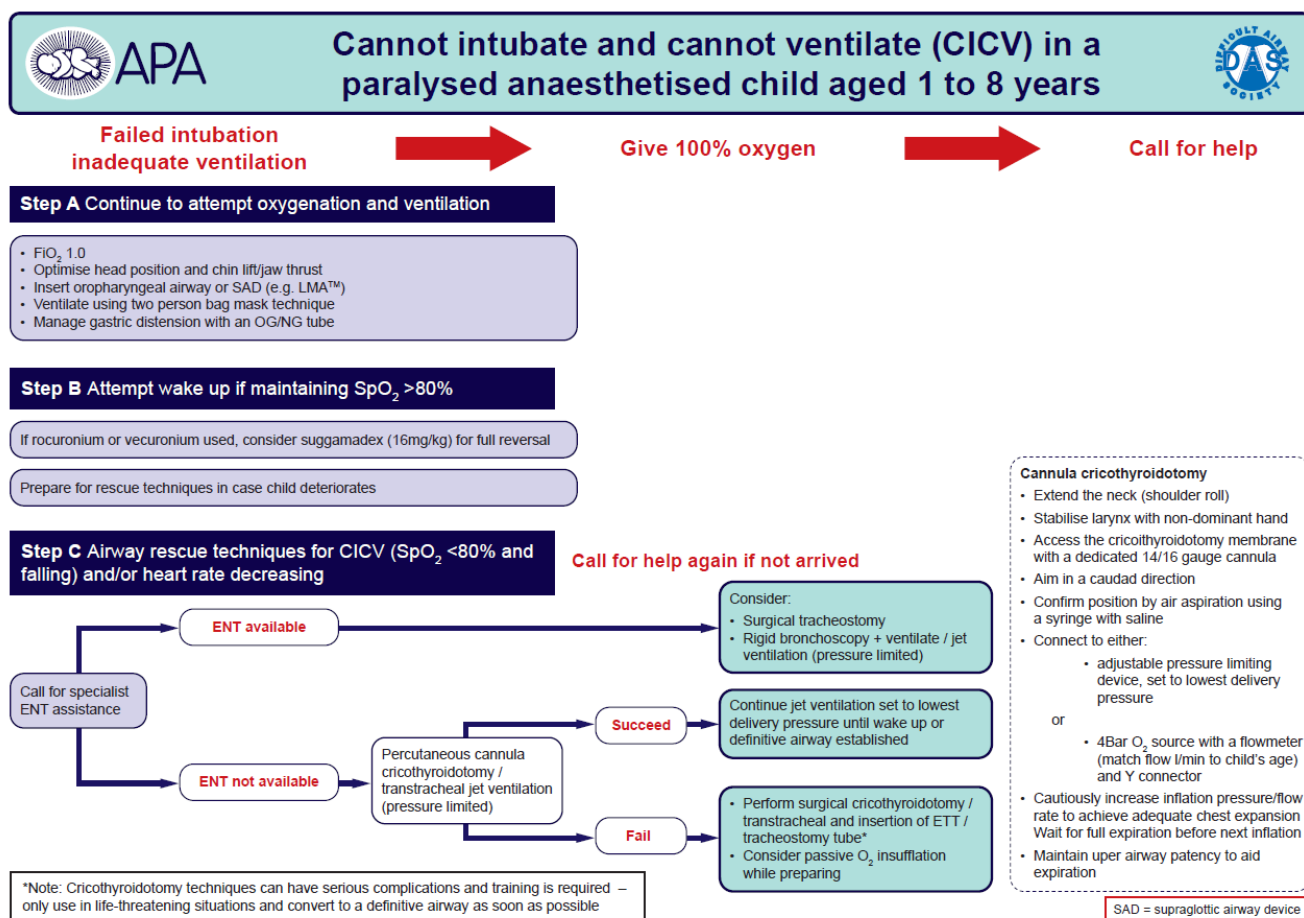 APA
Cannot intubate and cannot ventilate (CICV) in a
paralysed anaesthetised child aged 1 to 8 years
DIFFICULT AIRWAY
DAS
SOCIETY
Failed intubation
inadequate ventilation
Give 100% oxygen
Call for help
Step A Continue to attempt oxygenation and ventilation
• FiO₂ 1.0
• Optimise head position and chin lift/jaw thrust
• Insert oropharyngeal airway or SAD (e.g. LMA™)
• Ventilate using two person bag mask technique
• Manage gastric distension with an OG/NG tube
Step B Attempt wake up if maintaining SpO₂ >80%
If rocuronium or vecuronium used, consider suggamadex (16mg/kg) for full reversal
Prepare for rescue techniques in case child deteriorates
Step C Airway rescue techniques for CICV (SpO₂ <80% and
falling) and/or heart rate decreasing
Call for help again if not arrived
Call for specialist
ENT assistance
ENT available
Consider:
• Surgical tracheostomy
• Rigid bronchoscopy + ventilate / jet
ventilation (pressure limited)
ENT not available
Percutaneous cannula
cricothyroidotomy /
transtracheal jet ventilation
(pressure limited)
Succeed
Continue jet ventilation set to lowest
delivery pressure until wake up or
definitive airway established
Fail
• Perform surgical cricothyroidotomy /
transtracheal and insertion of ETT /
tracheostomy tube*
• Consider passive O₂ insufflation
while preparing
Cannula cricothyroidotomy
• Extend the neck (shoulder roll)
• Stabilise larynx with non-dominant hand
• Access the cricoithyroidotomy membrane
with a dedicated 14/16 gauge cannula
• Aim in a caudad direction
• Confirm position by air aspiration using
a syringe with saline
• Connect to either:
• adjustable pressure limiting
device, set to lowest delivery
pressure
or
• 4Bar O₂ source with a flowmeter
(match flow l/min to child's age)
and Y connector
• Cautiously increase inflation pressure/flow
rate to achieve adequate chest expansion
Wait for full expiration before next inflation
• Maintain uper airway patency to aid
expiration
*Note: Cricothyroidotomy techniques can have serious complications and training is required –
only use in life-threatening situations and convert to a definitive airway as soon as possible
SAD = supraglottic airway device